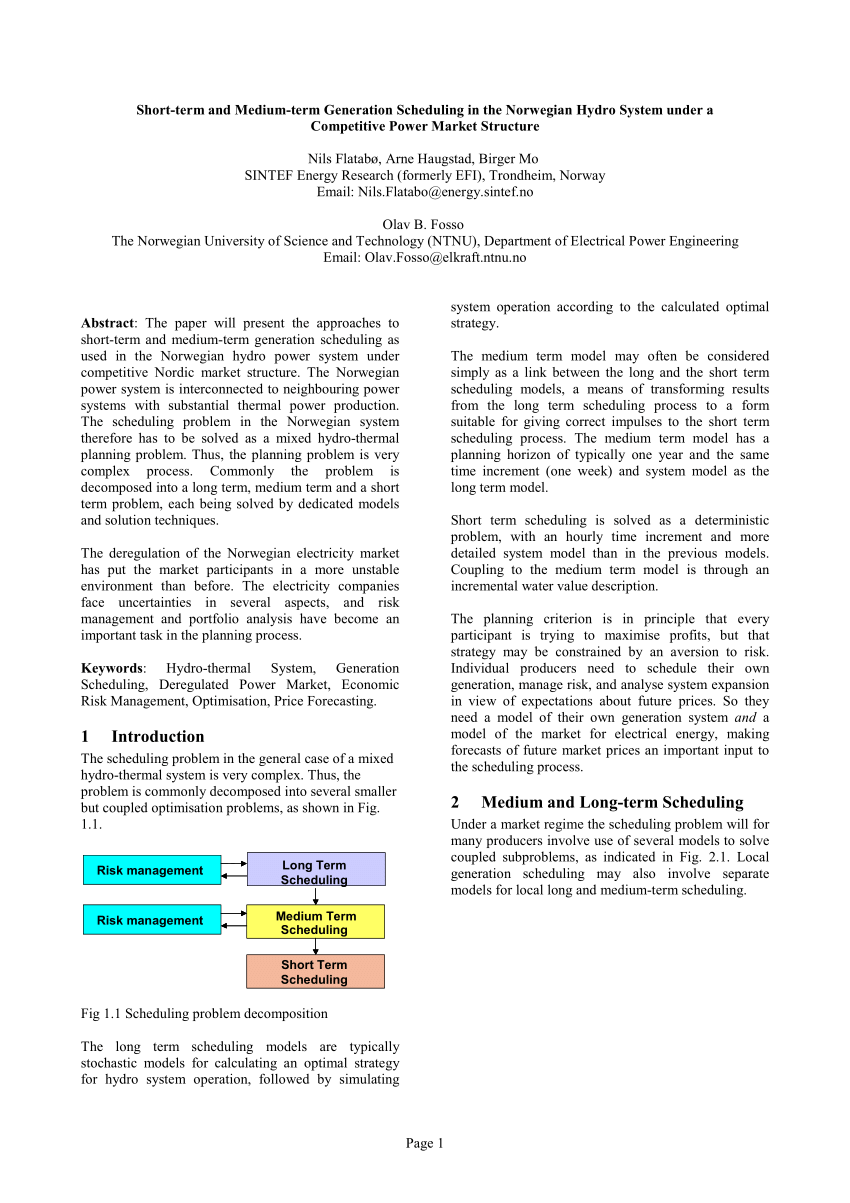 Short-term and Medium-term Generation Scheduling in the Norwegian Hydro System under a
Competitive Power Market Structure
Nils Flatabø, Arne Haugstad, Birger Mo
SINTEF Energy Research (formerly EFI), Trondheim, Norway
Email: Nils.Flatabo@energy.sintef.no
Olav B. Fosso
The Norwegian University of Science and Technology (NTNU), Department of Electrical Power Engineering
Email: Olav.Fosso@elkraft.ntnu.no
Abstract: The paper will present the approaches to
short-term and medium-term generation scheduling as
used in the Norwegian hydro power system under
competitive Nordic market structure. The Norwegian
power system is interconnected to neighbouring power
systems with substantial thermal power production.
The scheduling problem in the Norwegian system
therefore has to be solved as a mixed hydro-thermal
planning problem. Thus, the planning problem is very
complex process. Commonly the problem is
decomposed into a long term, medium term and a short
term problem, each being solved by dedicated models
and solution techniques.
The deregulation of the Norwegian electricity market
has put the market participants in a more unstable
environment than before. The electricity companies
face uncertainties in several aspects, and risk
management and portfolio analysis have become an
important task in the planning process.
Keywords: Hydro-thermal System, Generation
Scheduling, Deregulated Power Market, Economic
Risk Management, Optimisation, Price Forecasting.
1 Introduction
The scheduling problem in the general case of a mixed
hydro-thermal system is very complex. Thus, the
problem is commonly decomposed into several smaller
but coupled optimisation problems, as shown in Fig.
1.1.
Risk management
Long Term
Scheduling
Risk management
Medium Term
Scheduling
Short Term
Scheduling
Fig 1.1 Scheduling problem decomposition
The long term scheduling models are typically
stochastic models for calculating an optimal strategy
for hydro system operation, followed by simulating
system operation according to the calculated optimal
strategy.
The medium term model may often be considered
simply as a link between the long and the short term
scheduling models, a means of transforming results
from the long term scheduling process to a form
suitable for giving correct impulses to the short term
scheduling process. The medium term model has a
planning horizon of typically one year and the same
time increment (one week) and system model as the
long term model.
Short term scheduling is solved as a deterministic
problem, with an hourly time increment and more
detailed system model than in the previous models.
Coupling to the medium term model is through an
incremental water value description.
The planning criterion is in principle that every
participant is trying to maximise profits, but that
strategy may be constrained by an aversion to risk.
Individual producers need to schedule their own
generation, manage risk, and analyse system expansion
in view of expectations about future prices. So they
need a model of their own generation system and a
model of the market for electrical energy, making
forecasts of future market prices an important input to
the scheduling process.
2 Medium and Long-term Scheduling
Under a market regime the scheduling problem will for
many producers involve use of several models to solve
coupled subproblems, as indicated in Fig. 2.1. Local
generation scheduling may also involve separate
models for local long and medium-term scheduling.
Page 1